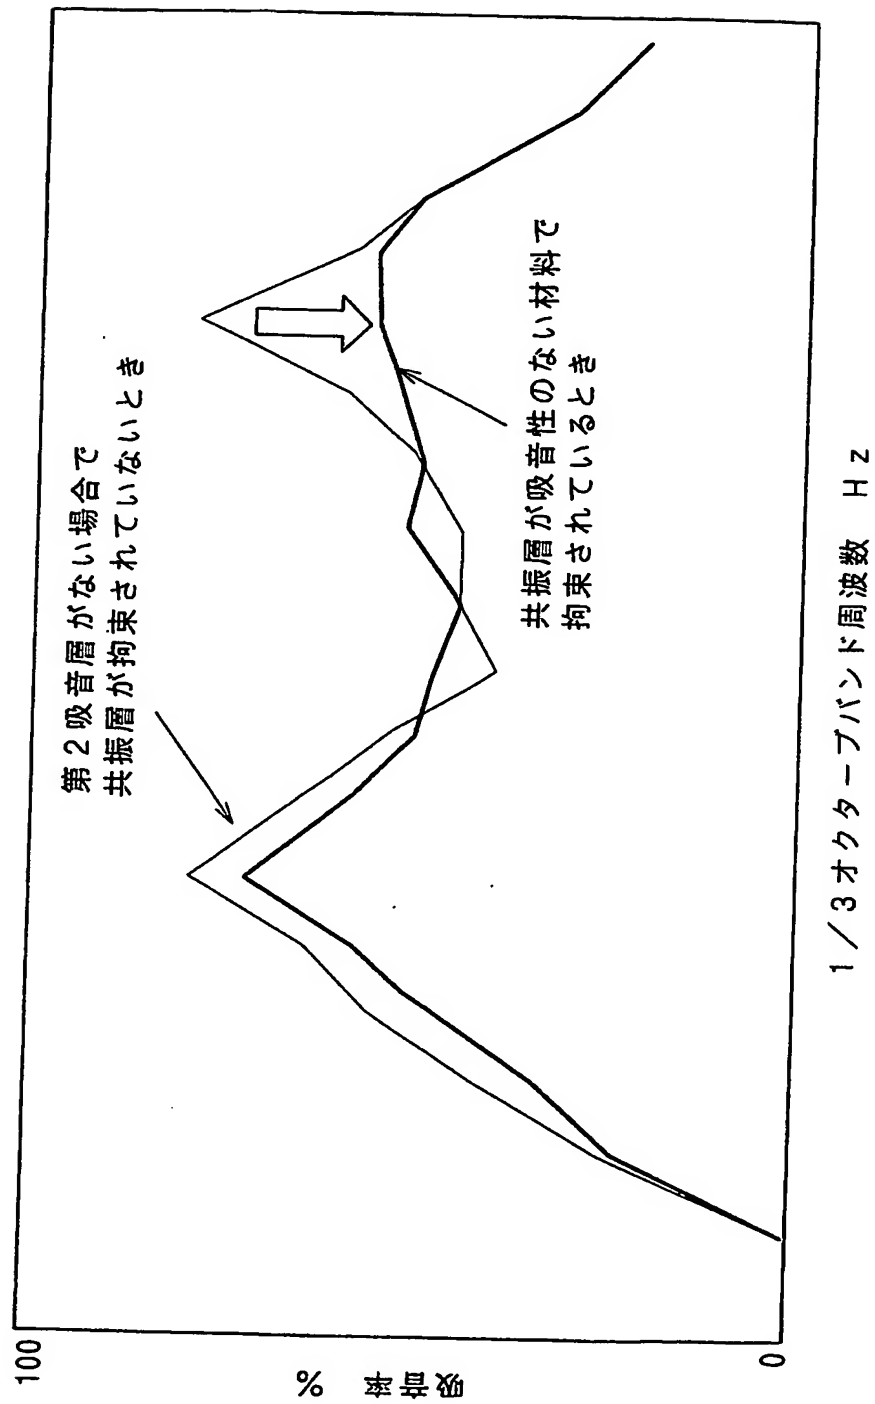 100
吸音率 %
0
第2吸音層がない場合で
共振層が拘束されていないとき
共振層が吸音性のない材料で
拘束されているとき
1/3オクターブバンド周波数 Hz